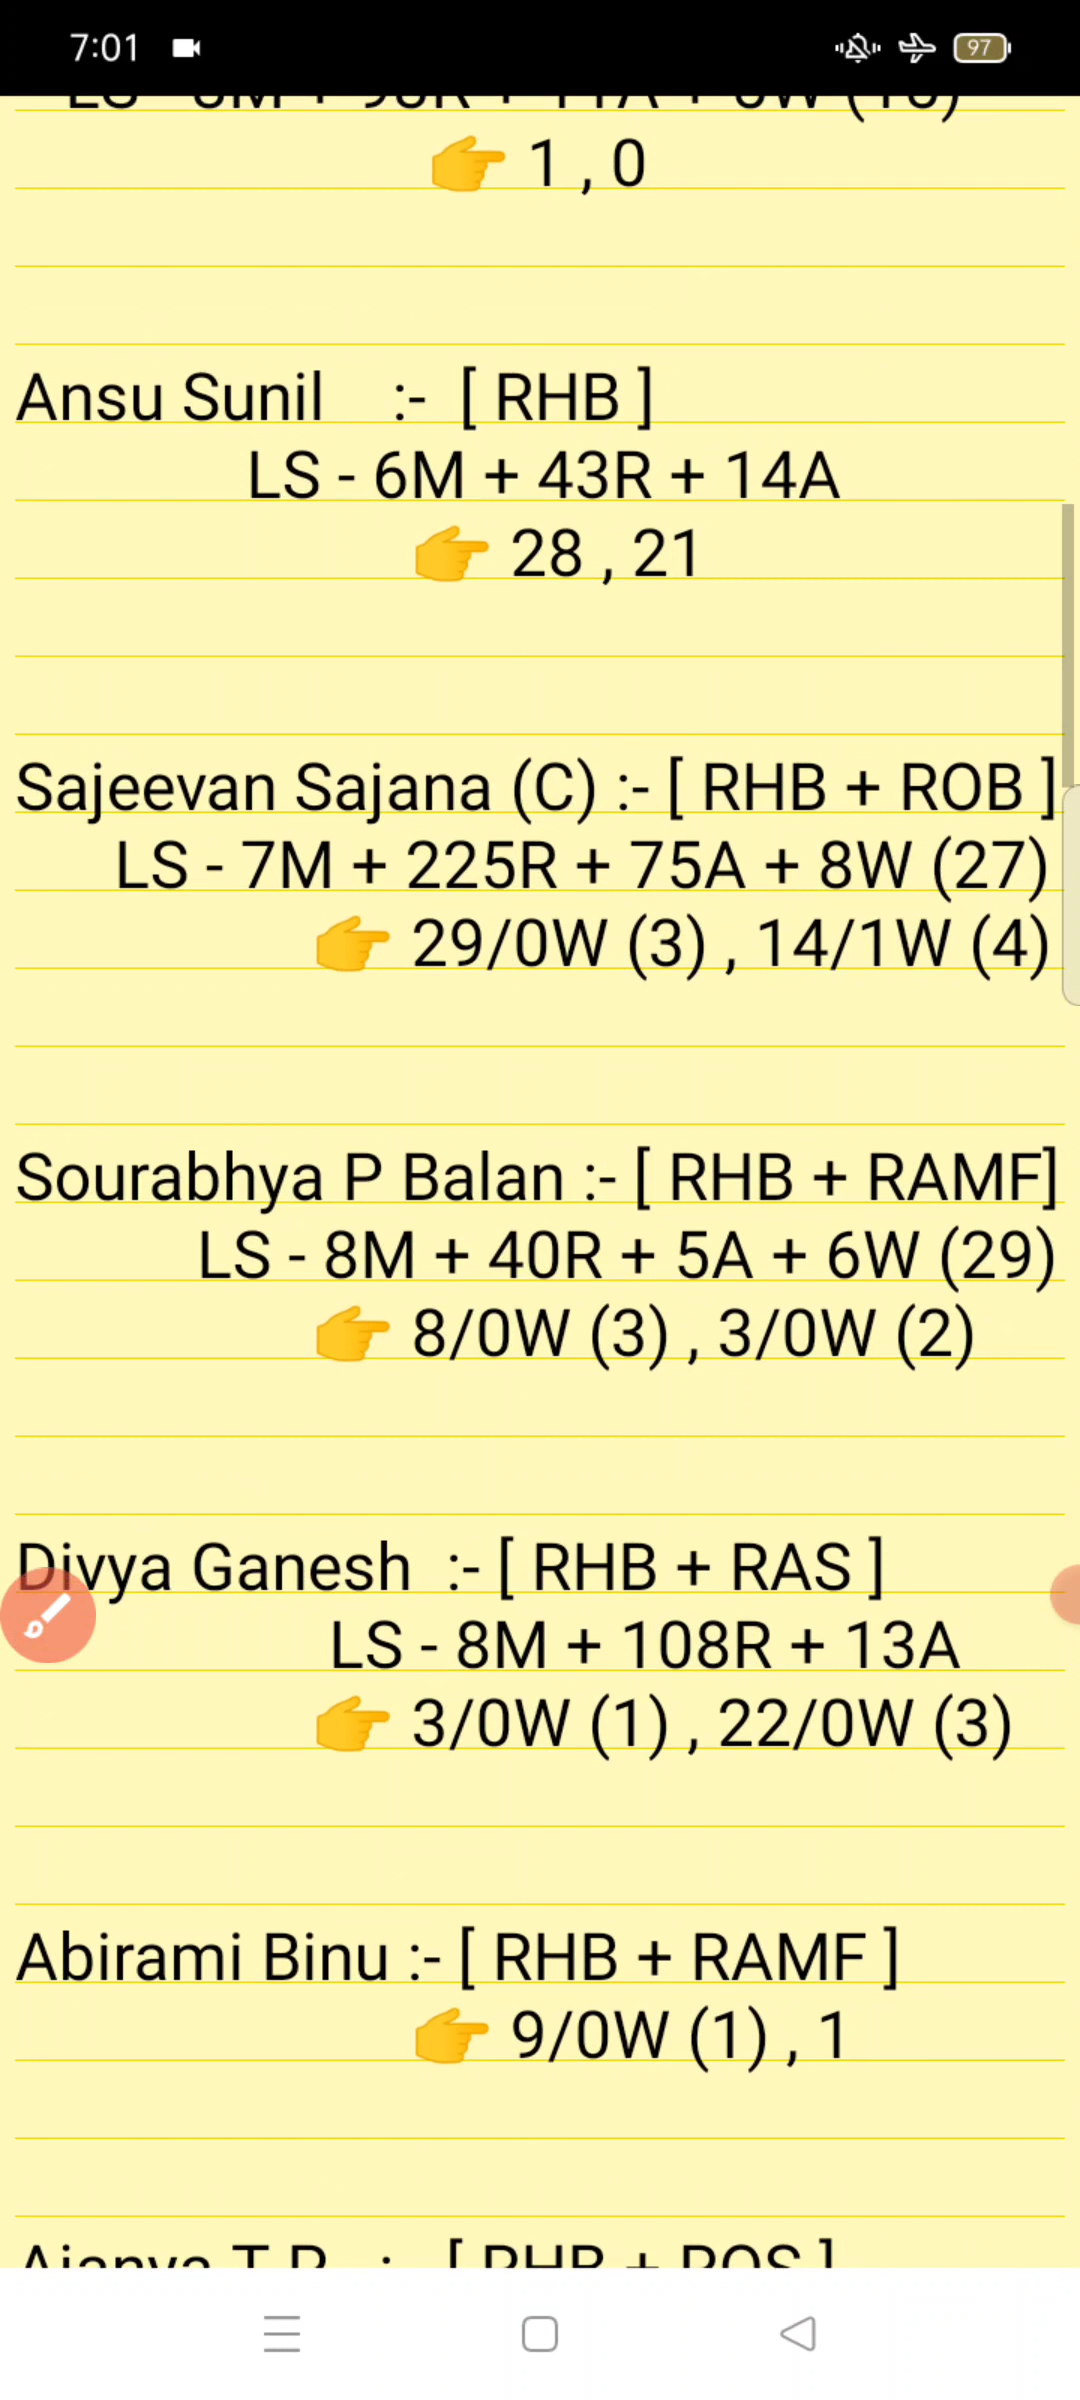 7:01
97
👉 1 , 0
Ansu Sunil :- [ RHB ]
LS - 6M + 43R + 14A
👉 28 , 21
Sajeevan Sajana (C) :- [ RHB + ROB ]
LS - 7M + 225R + 75A + 8W (27)
👉 29/0W (3) , 14/1W (4)
Sourabhya P Balan :- [ RHB + RAMF]
LS - 8M + 40R + 5A + 6W (29)
👉 8/0W (3) , 3/0W (2)
Divya Ganesh :- [ RHB + RAS ]
LS - 8M + 108R + 13A
👉 3/0W (1) , 22/0W (3)
Abirami Binu :- [ RHB + RAMF ]
👉 9/0W (1) , 1